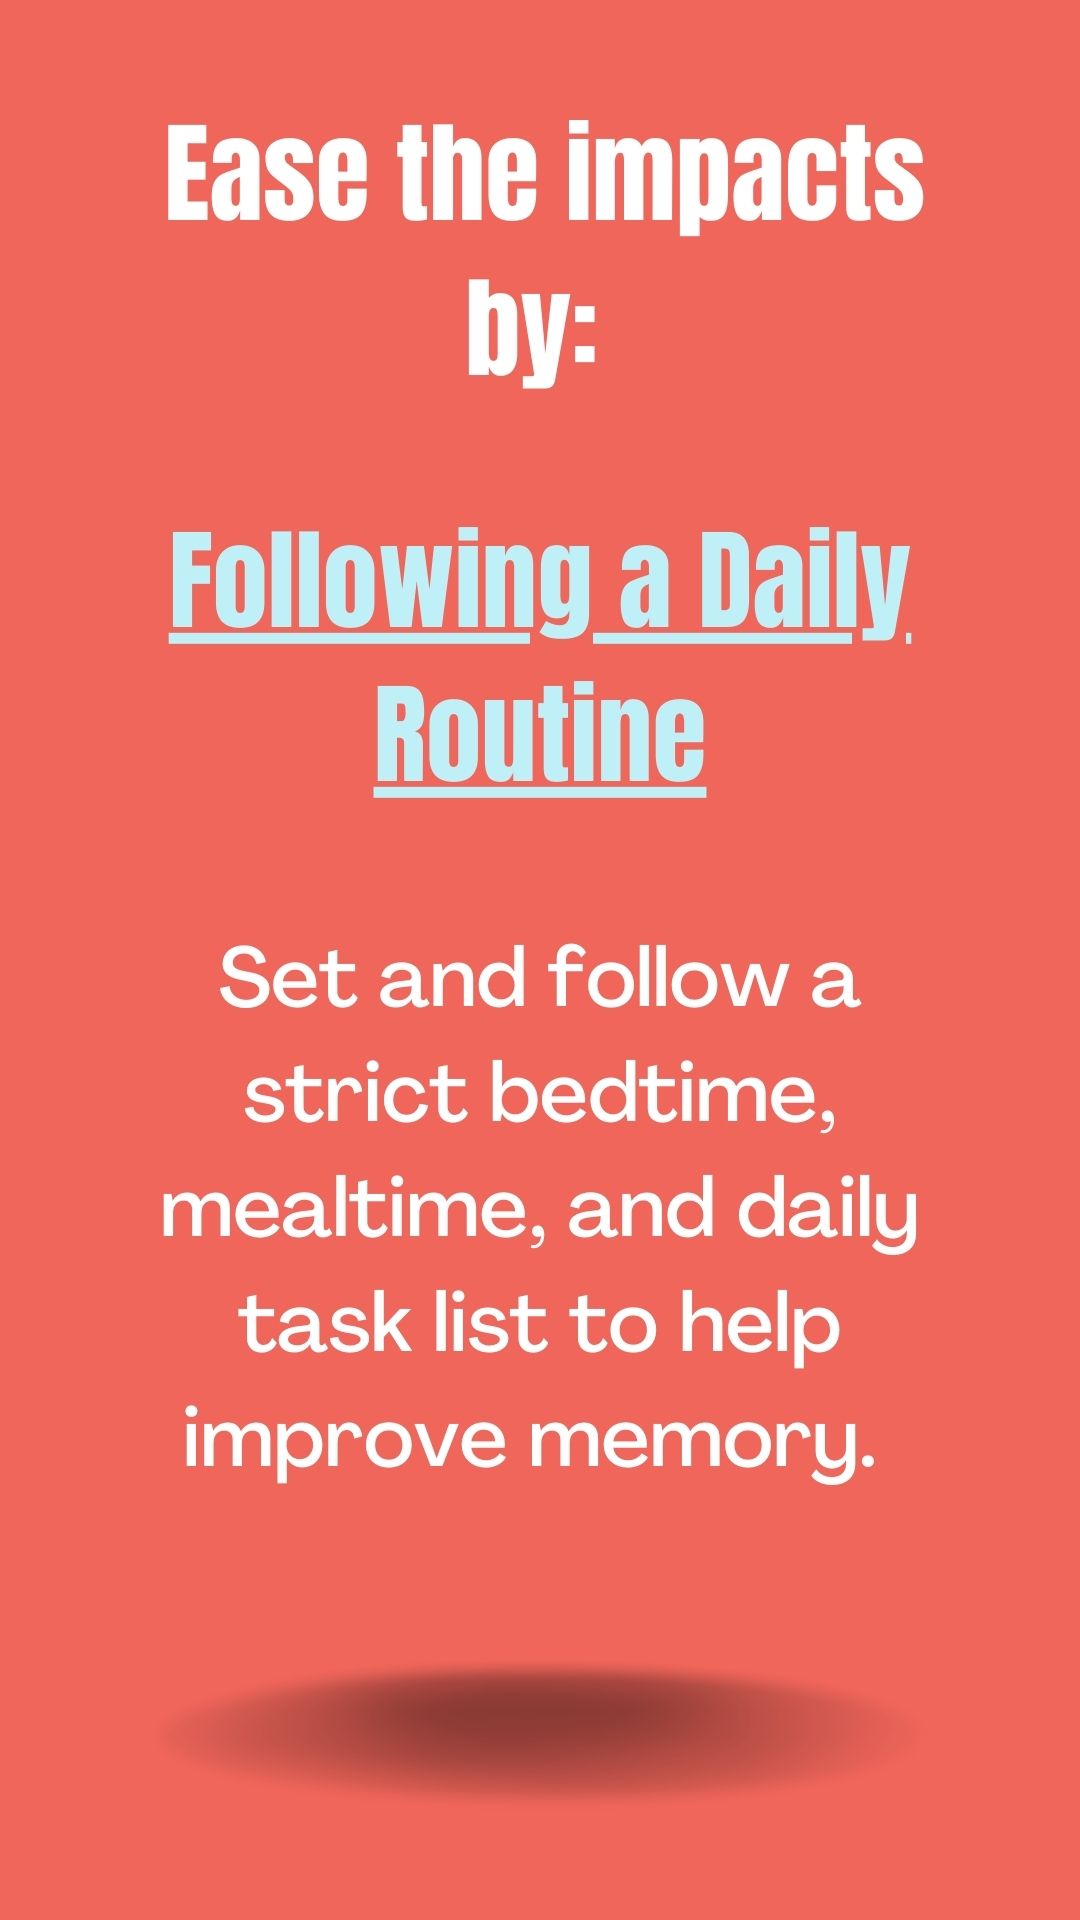 Ease the impacts
by:
Following a Daily
Routine
Set and follow a
strict bedtime,
mealtime, and daily
task list to help
improve memory.